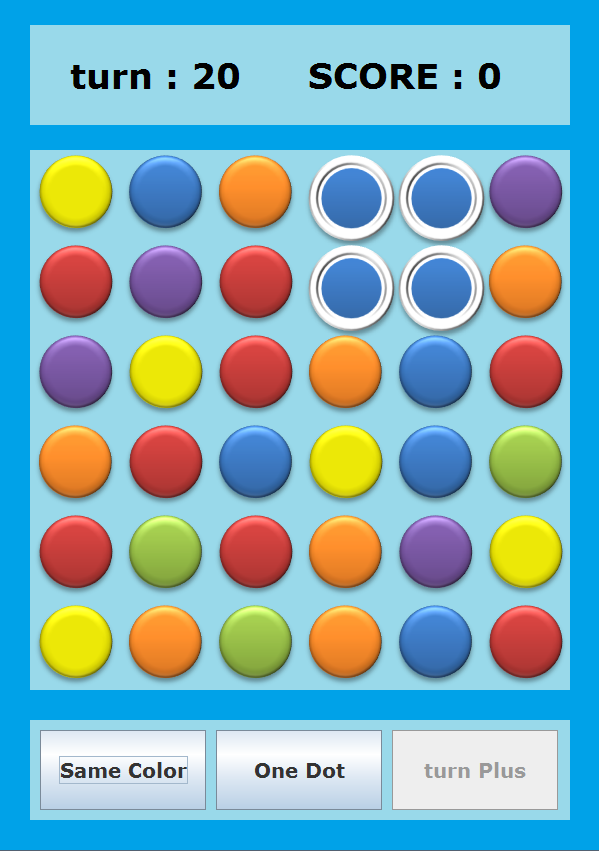 turn : 20 SCORE : 0
Same Color One Dot turn Plus